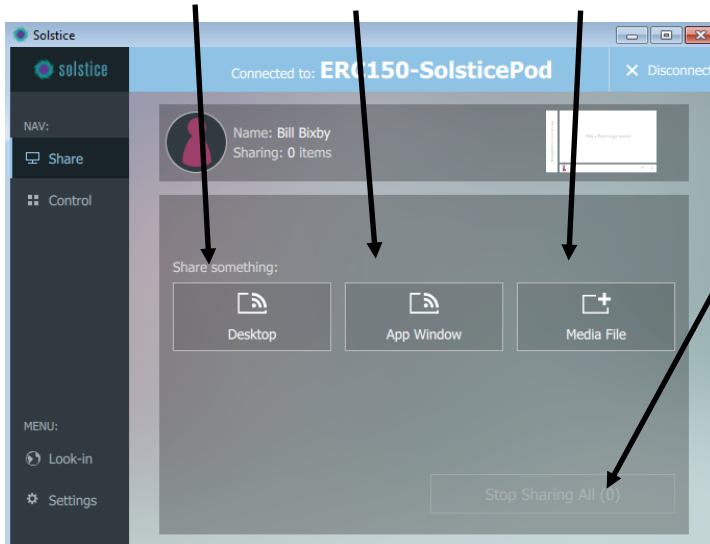 Solstice
solstice
Connected to: ERC150-SolsticePod
Disconnect
NAV:
Share
Control
Name: Bill Bixby
Sharing: 0 items
Share something:
Desktop
App Window
Media File
MENU:
Look-in
Settings
Stop Sharing All (0)